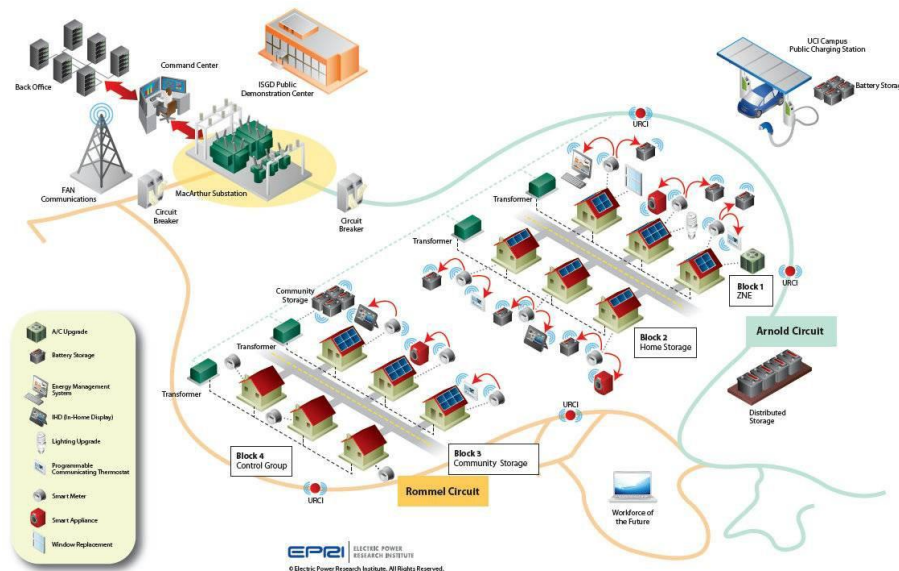 Back Office
Command Center
ISGD Public
Demonstration Center
UCI Campus
Public Charging Station
Battery Storage
URCI
FAN
Communications
MacArthur Substation
Circuit
Breaker
Circuit
Breaker
Transformer
Transformer
Block 1
ZNE
URCI
Community
Storage
Block 2
Home Storage
Arnold Circuit
Transformer
Transformer
Distributed
Storage
URCI
Block 4
Control Group
Block 3
Community Storage
Rommel Circuit
URCI
Workforce of
the Future
A/C Upgrade
Battery Storage
Energy Management
System
IHD (In-Home Display)
Lighting Upgrade
Programmable
Communicating Thermostat
Smart Meter
Smart Appliance
Window Replacement
EPRI
ELECTRIC POWER
RESEARCH INSTITUTE
© Electric Power Research Institute. All Rights Reserved.